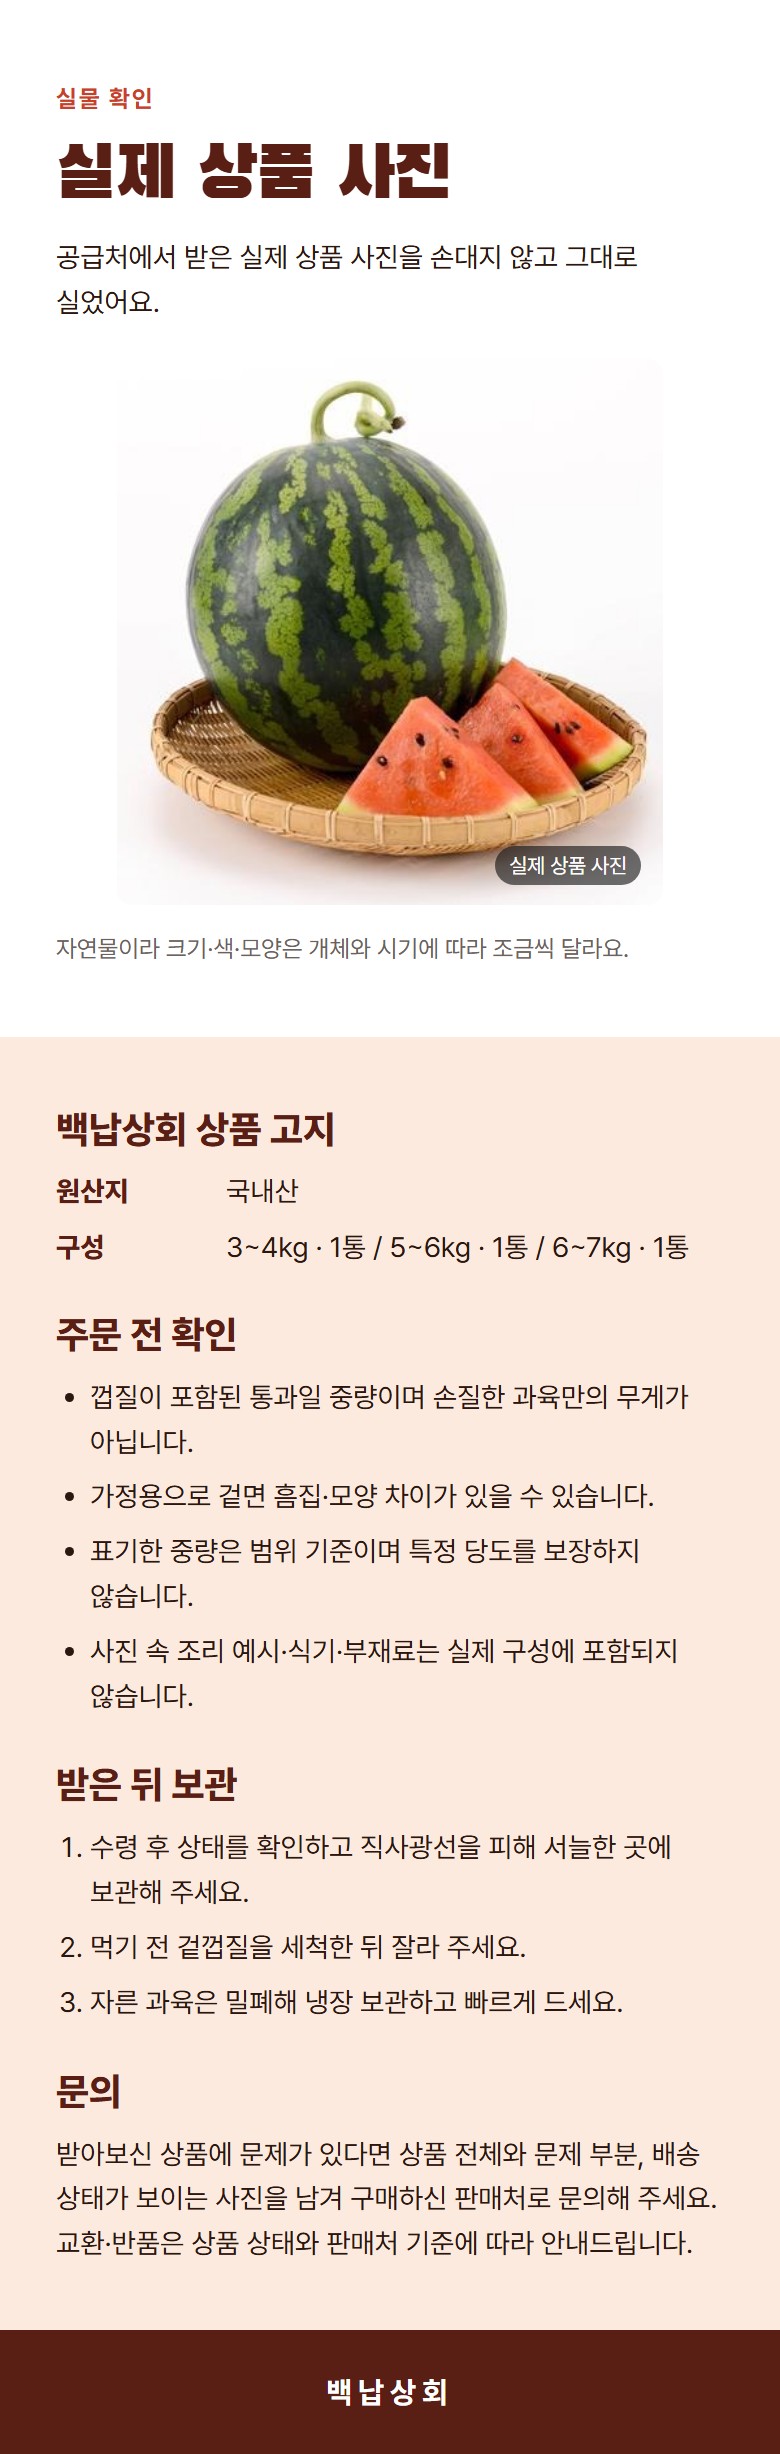 실물 확인
실제 상품 사진
공급처에서 받은 실제 상품 사진을 손대지 않고 그대로
실었어요.
실제 상품 사진
자연물이라 크기·색·모양은 개체와 시기에 따라 조금씩 달라요.
백납상회 상품 고지
원산지 국내산
구성 3~4kg · 1통 / 5~6kg · 1통 / 6~7kg · 1통
주문 전 확인
• 껍질이 포함된 통과일 중량이며 손질한 과육만의 무게가
아닙니다.
• 가정용으로 겉면 흠집·모양 차이가 있을 수 있습니다.
• 표기한 중량은 범위 기준이며 특정 당도를 보장하지
않습니다.
• 사진 속 조리 예시·식기·부재료는 실제 구성에 포함되지
않습니다.
받은 뒤 보관
1. 수령 후 상태를 확인하고 직사광선을 피해 서늘한 곳에
보관해 주세요.
2. 먹기 전 겉껍질을 세척한 뒤 잘라 주세요.
3. 자른 과육은 밀폐해 냉장 보관하고 빠르게 드세요.
문의
받아보신 상품에 문제가 있다면 상품 전체와 문제 부분, 배송
상태가 보이는 사진을 남겨 구매하신 판매처로 문의해 주세요.
교환·반품은 상품 상태와 판매처 기준에 따라 안내드립니다.
백납상회